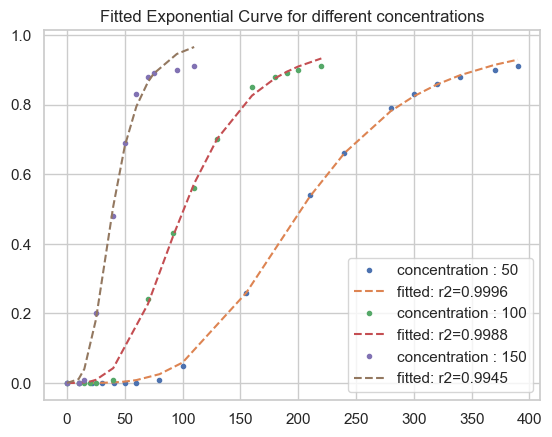 Fitted Exponential Curve for different concentrations
1.0
0.8
0.6
0.4
0.2
0.0
concentration : 50
fitted: r2=0.9996
concentration : 100
fitted: r2=0.9988
concentration : 150
fitted: r2=0.9945
0 50 100 150 200 250 300 350 400